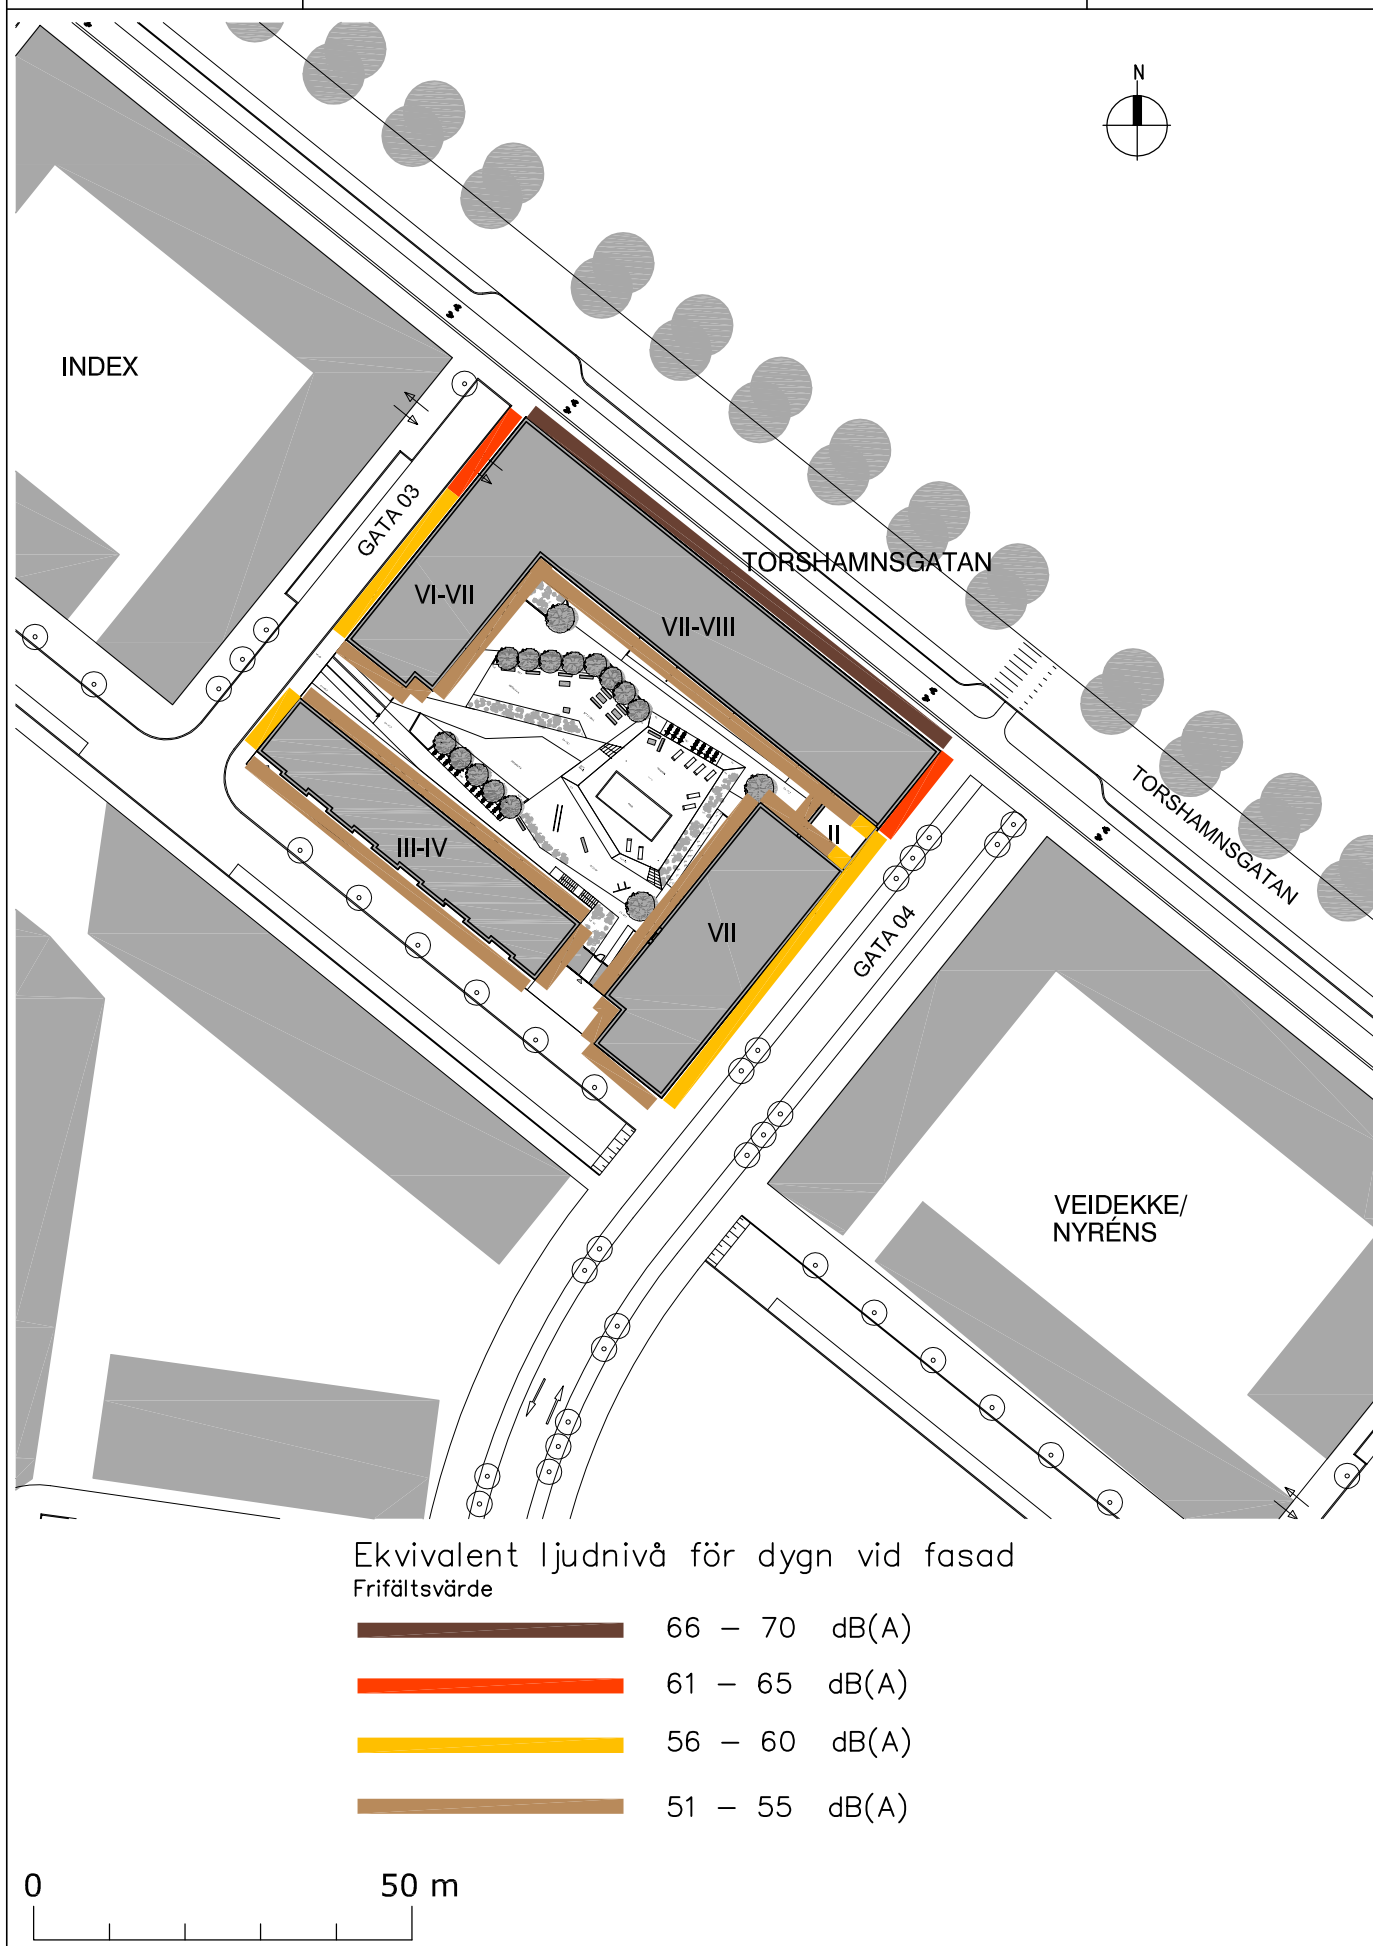 N
INDEX
GATA 03
TORSHAMNSGATAN
VI-VII
VII-VIII
TORSHAMNSGATAN
II
III-IV
VII
GATA 04
VEIDEKKE/
NYRÉNS
Ekvivalent ljudnivå för dygn vid fasad
Frifältsvärde
66 – 70 dB(A)
61 – 65 dB(A)
56 – 60 dB(A)
51 – 55 dB(A)
0 50 m